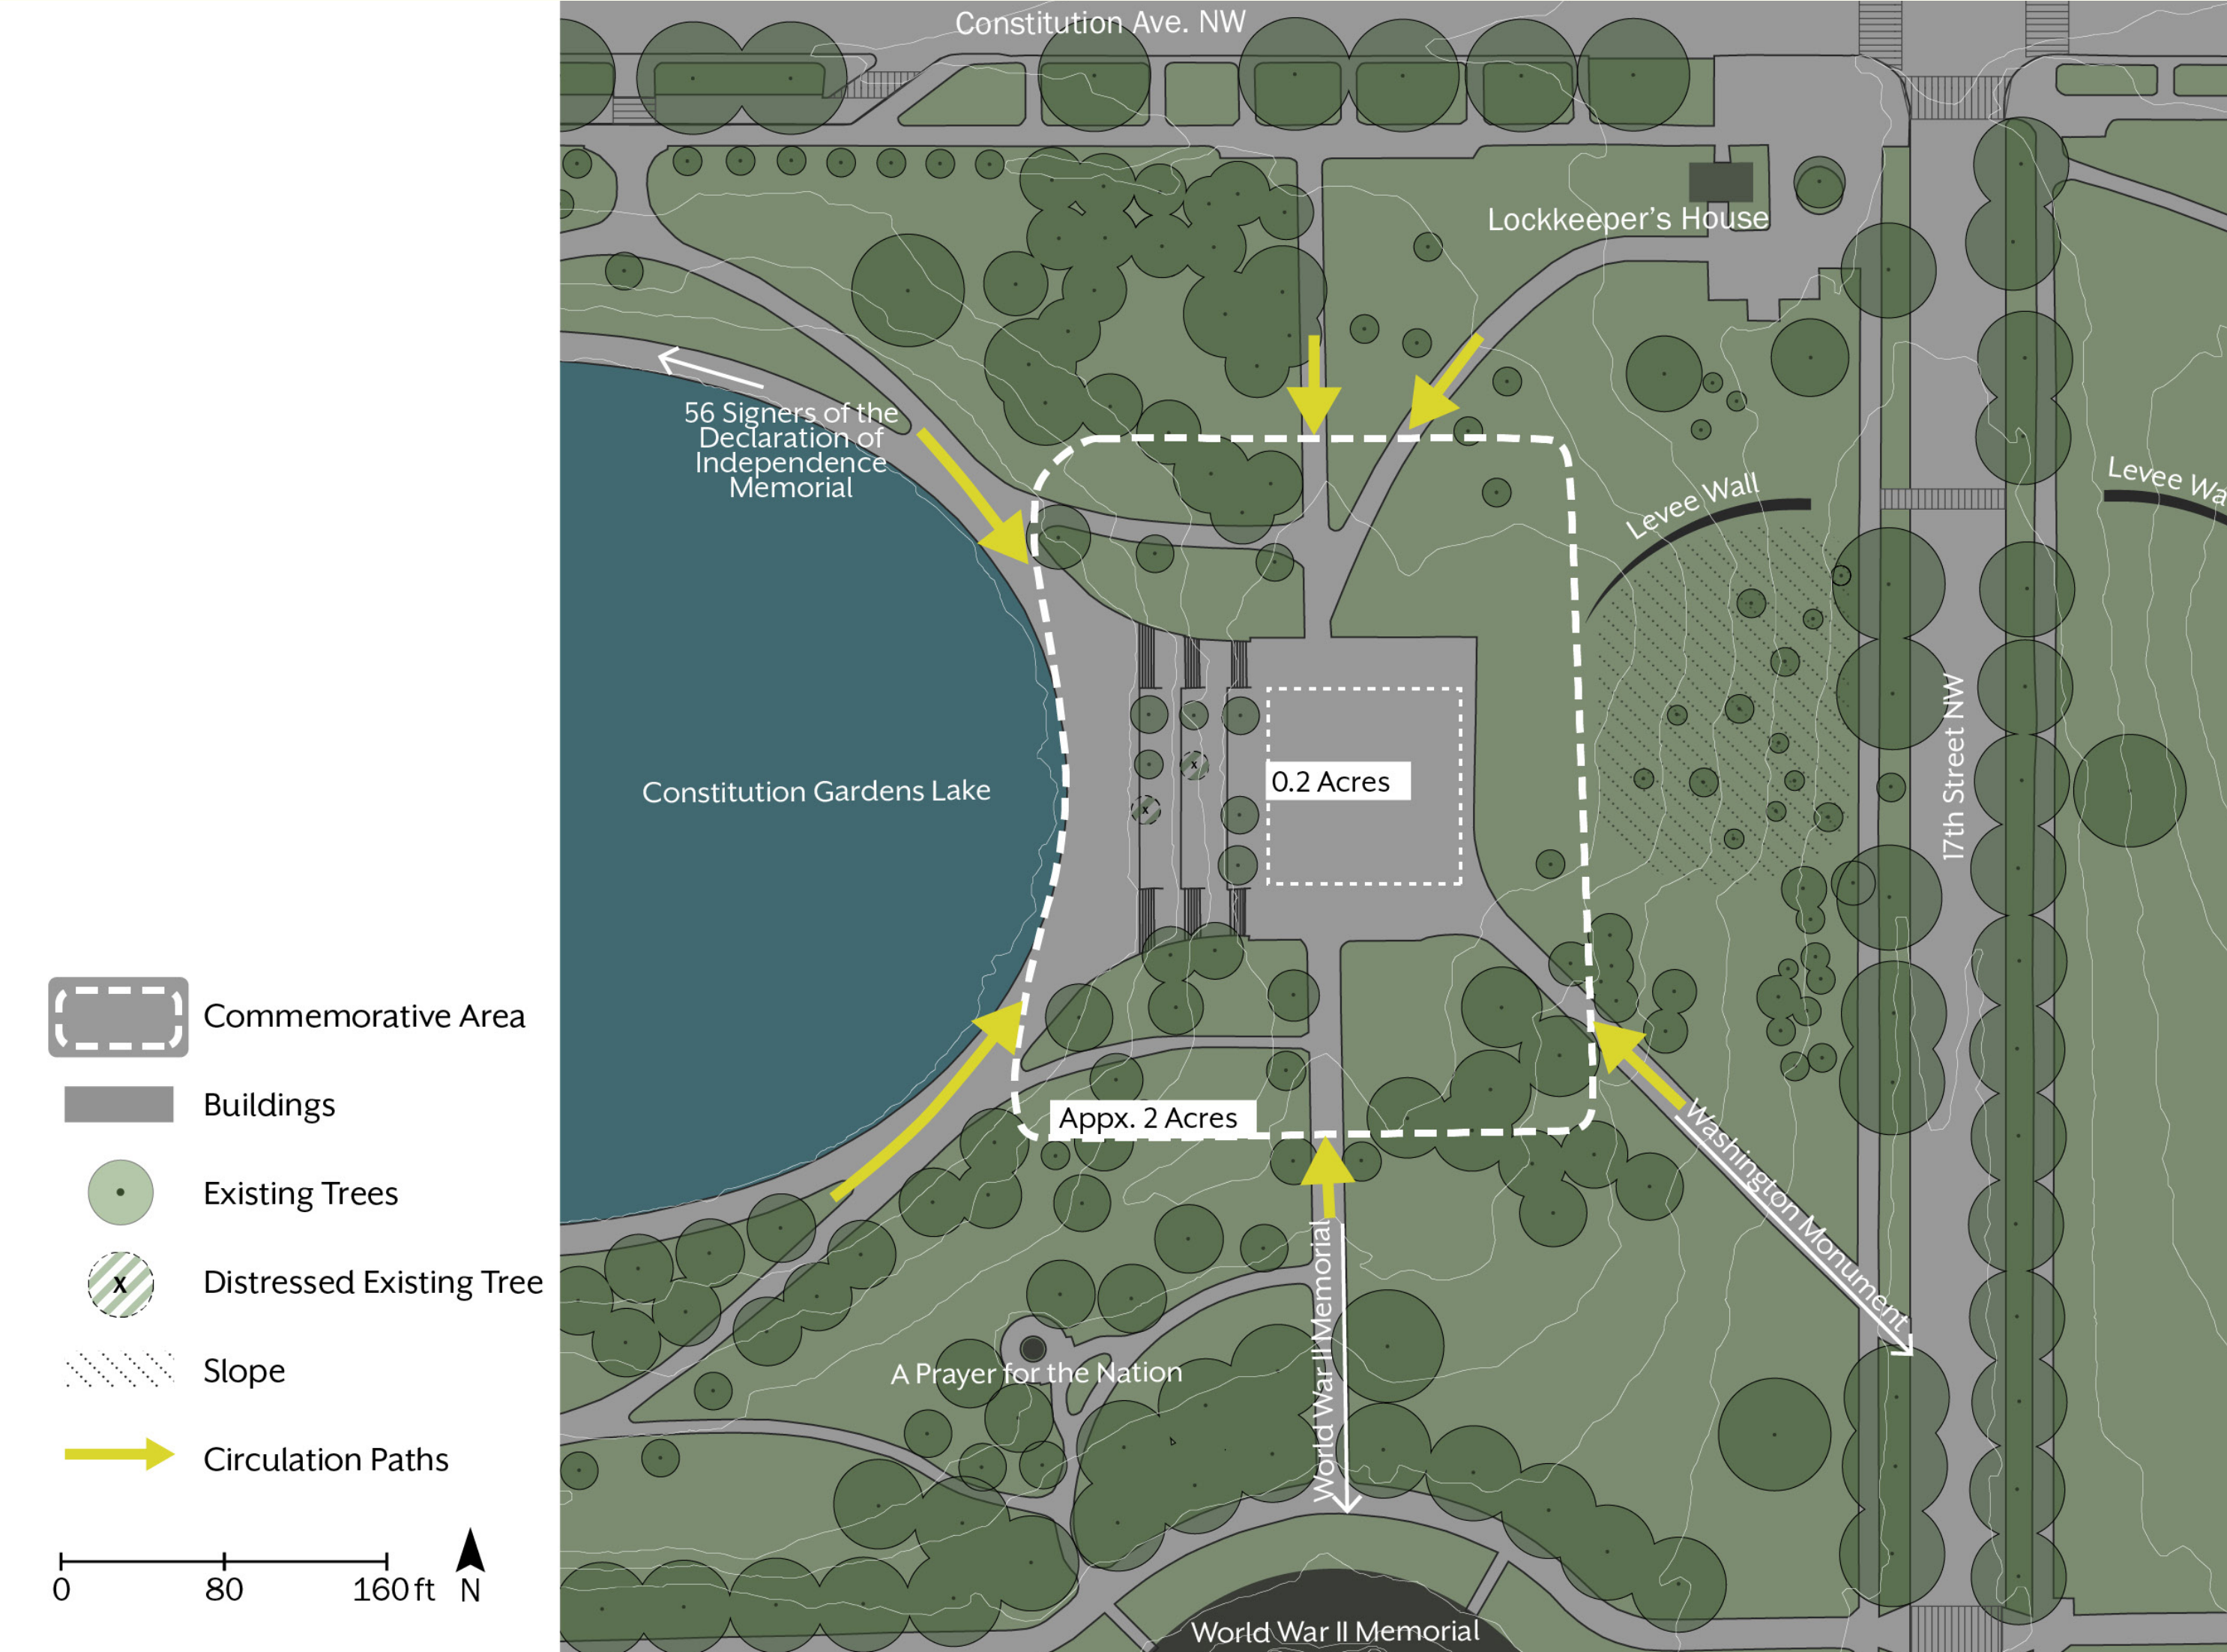 Constitution Ave. NW
Lockkeeper's House
56 Signers of the
Declaration of
Independence
Memorial
Levee Wall
Levee Wa
Constitution Gardens Lake
0.2 Acres
17th Street NW
Commemorative Area
Buildings
Appx. 2 Acres
Existing Trees
Washington Monument
World War II Memorial
x
x
x
Distressed Existing Tree
A Prayer for the Nation
Slope
Circulation Paths
0 80 160 ft N
World War II Memorial